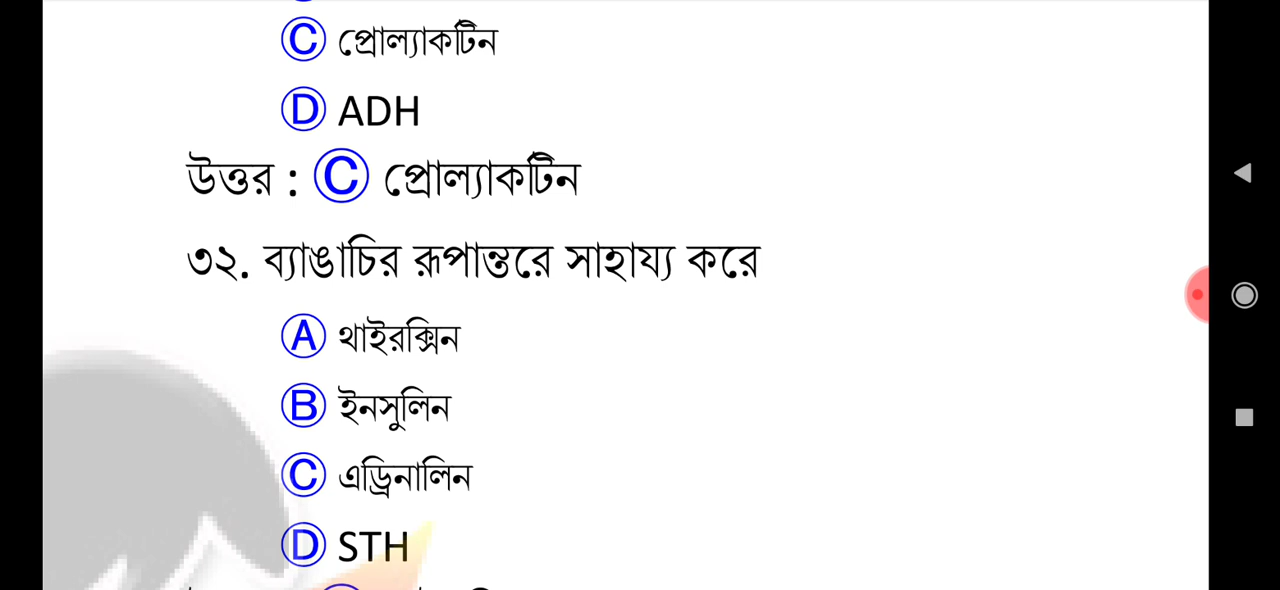 Ⓒ প্রোল্যাকটিন
Ⓓ ADH
উত্তর : Ⓒ প্রোল্যাকটিন
৩২. ব্যাঙাচির রূপান্তরে সাহায্য করে
Ⓐ থাইরক্সিন
Ⓑ ইনসুলিন
Ⓒ এড্রিনালিন
Ⓓ STH